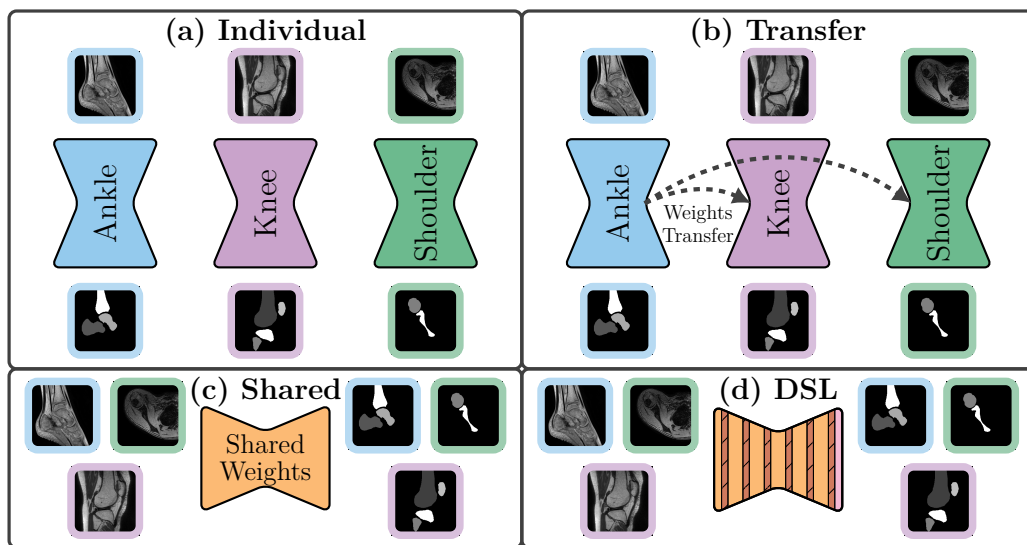 (a) Individual
Ankle
Knee
Shoulder
(b) Transfer
Ankle
Weights
Transfer
Knee
Shoulder
(c) Shared
Shared
Weights
(d) DSL